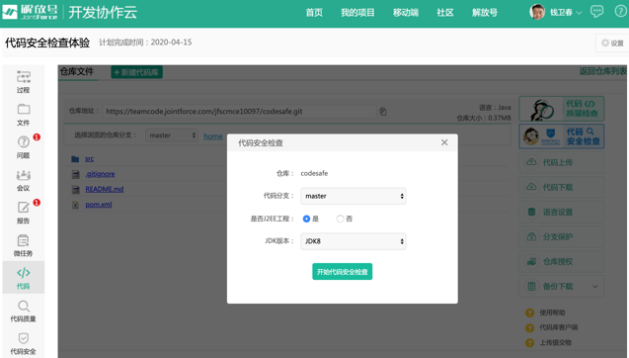 解放号 JointForce 开发协作云
首页 我的项目 移动端 社区 解放号 钱卫春
代码安全检查体验 计划完成时间：2020-04-15 设置
过程
文件
问题 1
会议
报告 1
微任务
代码
代码质量
代码安全
仓库文件 +新建代码库 返回仓库列表
仓库地址： https://teamcode.jointforce.com/jfscmce10097/codesafe.git
语言：Java
仓库大小：0.37MB
选择浏览的仓库分支： master home
src
.gitignore
README.md
pom.xml
代码安全检查 ×
仓库： codesafe
代码分支： master
是否J2EE工程： 是 否
JDK版本： JDK8
开始代码安全检查
代码
质量检查
代码
安全检查
代码上传
代码下载
语言设置
分支保护
仓库授权
备份下载
使用帮助
代码库客户端
上传提交物